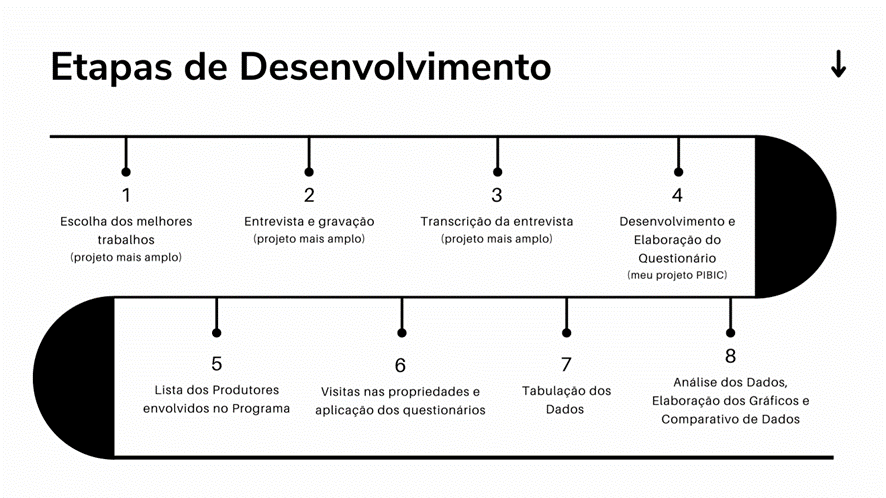 Etapas de Desenvolvimento
1
Escolha dos melhores
trabalhos
(projeto mais amplo)
2
Entrevista e gravação
(projeto mais amplo)
3
Transcrição da entrevista
(projeto mais amplo)
4
Desenvolvimento e
Elaboração do
Questionário
(meu projeto PIBIC)
5
Lista dos Produtores
envolvidos no Programa
6
Visitas nas propriedades e
aplicação dos questionários
7
Tabulação dos
Dados
8
Análise dos Dados,
Elaboração dos Gráficos e
Comparativo de Dados